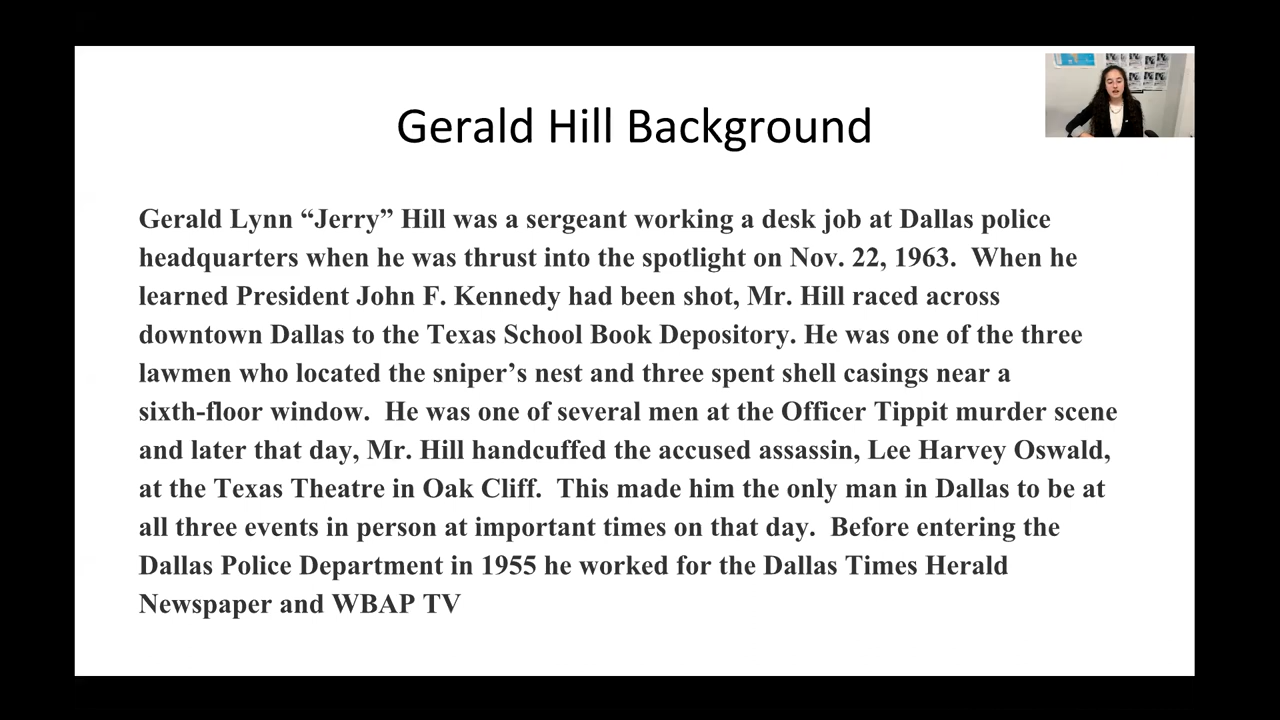 Gerald Hill Background
Gerald Lynn “Jerry” Hill was a sergeant working a desk job at Dallas police
headquarters when he was thrust into the spotlight on Nov. 22, 1963.  When he
learned President John F. Kennedy had been shot, Mr. Hill raced across
downtown Dallas to the Texas School Book Depository. He was one of the three
lawmen who located the sniper’s nest and three spent shell casings near a
sixth-floor window.  He was one of several men at the Officer Tippit murder scene
and later that day, Mr. Hill handcuffed the accused assassin, Lee Harvey Oswald,
at the Texas Theatre in Oak Cliff.  This made him the only man in Dallas to be at
all three events in person at important times on that day.  Before entering the
Dallas Police Department in 1955 he worked for the Dallas Times Herald
Newspaper and WBAP TV